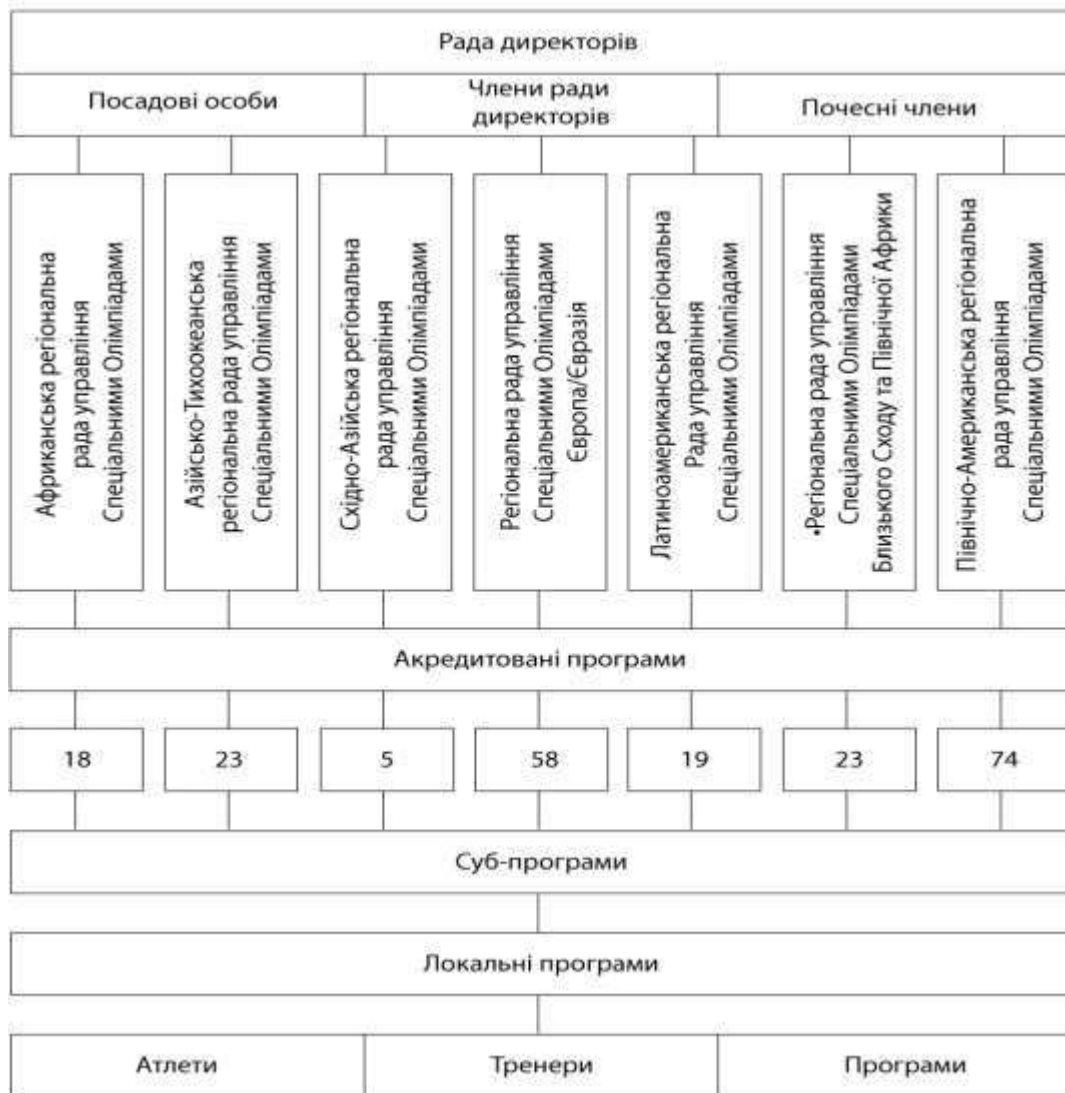 Рада директорів
Посадові особи
Члени ради
директорів
Почесні члени
Африканська регіональна
рада управління
Спеціальними Олімпіадами
Азійсько-Тихоокеанська
регіональна рада управління
Спеціальними Олімпіадами
Східно-Азійська регіональна
рада управління
Спеціальними Олімпіадами
Регіональна рада управління
Спеціальними Олімпіадами
Європа/Євразія
Латиноамериканська регіональна
Рада управління
Спеціальними Олімпіадами
•Регіональна рада управління
Спеціальними Олімпіадами
Близького Сходу та Північної Африки
Північно-Американська регіональна
рада управління
Спеціальними Олімпіадами
Акредитовані програми
18
23
5
58
19
23
74
Суб-програми
Локальні програми
Атлети
Тренери
Програми